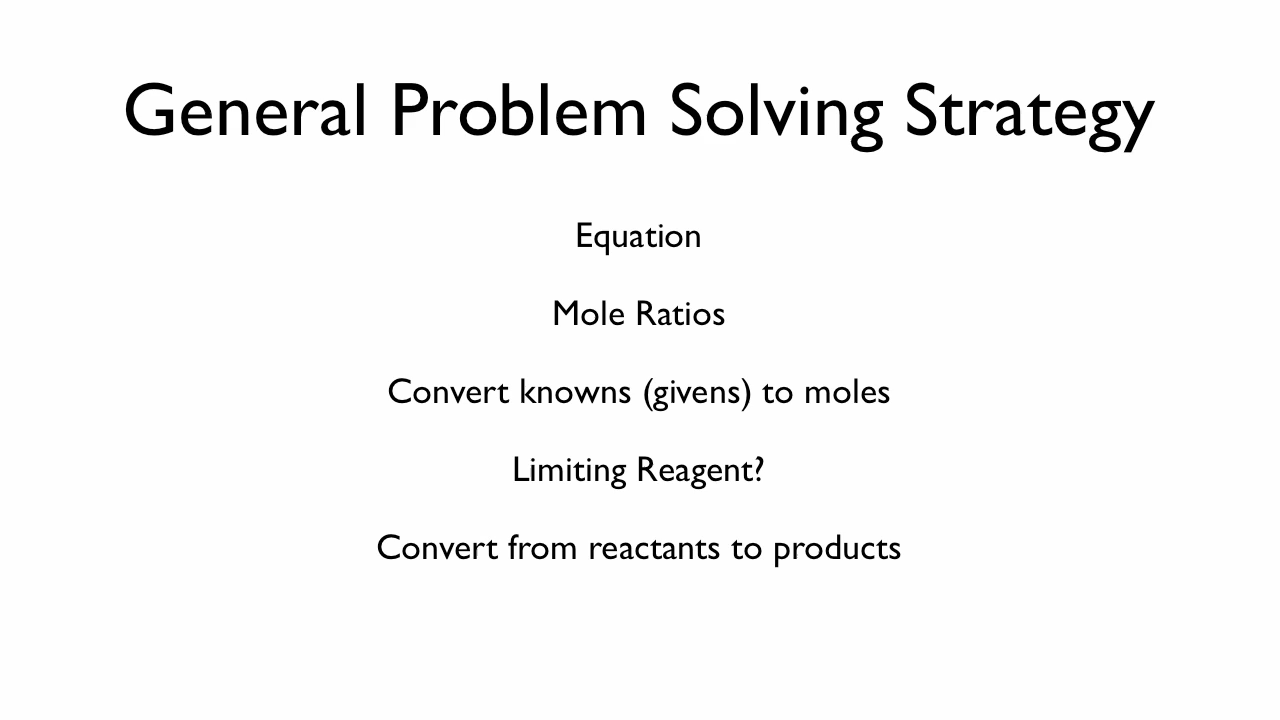 General Problem Solving Strategy
Equation
Mole Ratios
Convert knowns (givens) to moles
Limiting Reagent?
Convert from reactants to products